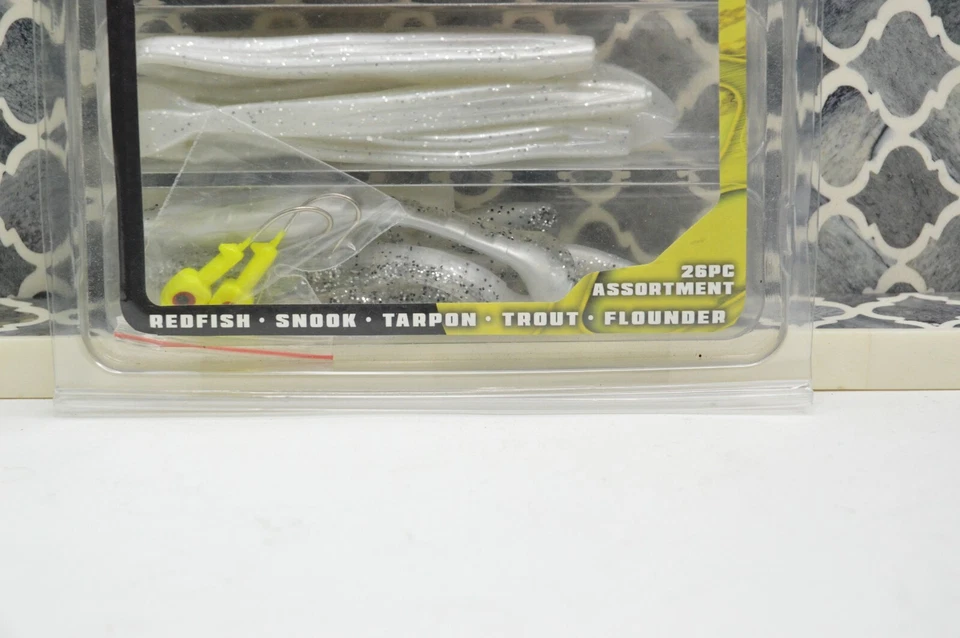 26PC
ASSORTMENT
REDFISH · SNOOK · TARPON · TROUT · FLOUNDER